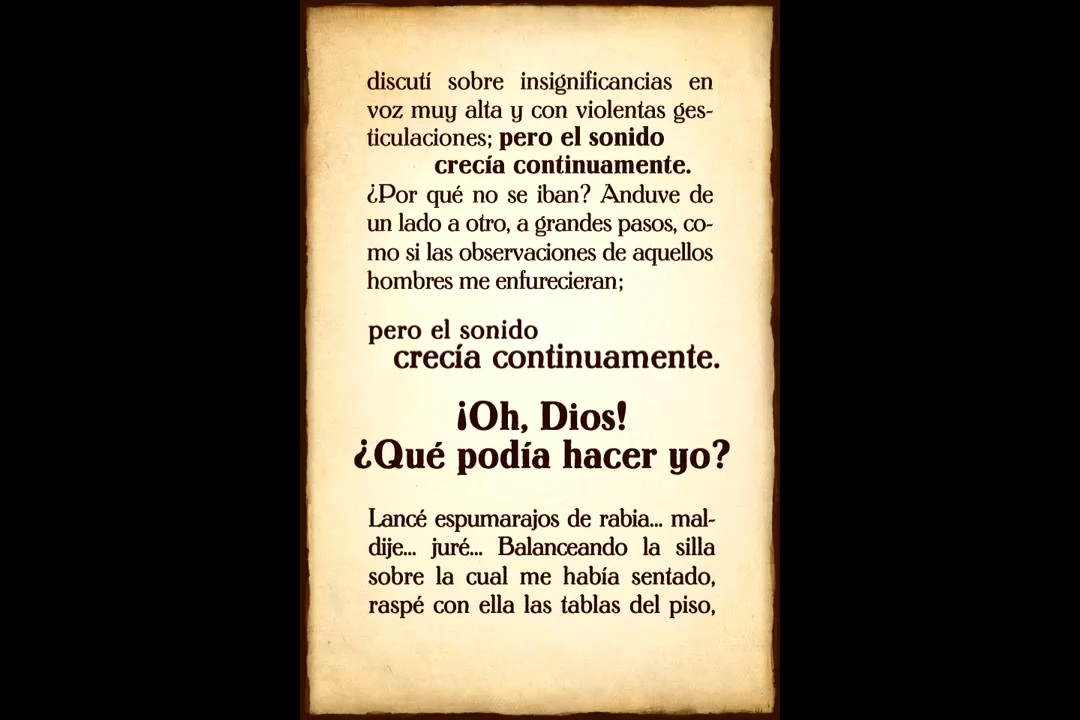 discutí sobre insignificancias en
voz muy alta y con violentas ges-
ticulaciones; pero el sonido
crecía continuamente.
¿Por qué no se iban? Anduve de
un lado a otro, a grandes pasos, co-
mo si las observaciones de aquellos
hombres me enfurecieran;
pero el sonido
crecía continuamente.
¡Oh, Dios!
¿Qué podía hacer yo?
Lancé espumarajos de rabia... mal-
dije... juré... Balanceando la silla
sobre la cual me había sentado,
raspé con ella las tablas del piso,